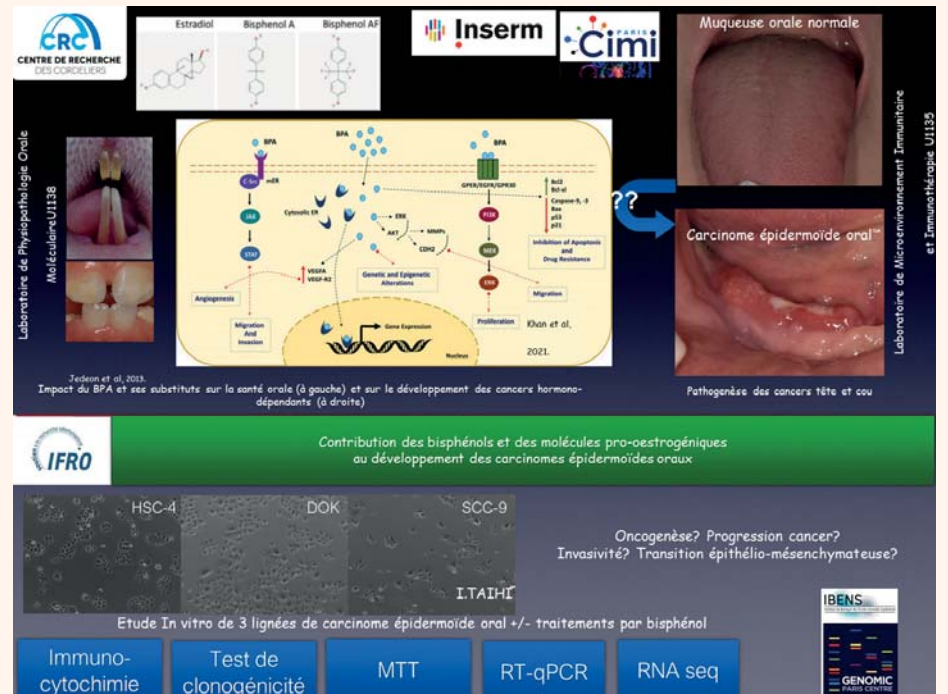 CRC
CENTRE DE RECHERCHE
DES CORDELIERS
Estradiol
Bisphenol A
Bisphenol AF
Inserm
PARIS
Cimi
Muqueuse orale normale
Laboratoire de Physiopathologie Orale
MoléculaireU1138
BPA
BPA
BPA
C-Src
mER
GPER/EGFR/GPR30
Bcl2
Bcl-xl
Caspase-9, -3
Bax
p53
p21
Inhibition of Apoptosis
and
Drug Resistance
JAK
STAT
Cytosolic ER
ERK
AKT
MMPs
CDH2
PI3K
MEK
ERK
VEGFA
VEGF-R2
Angiogenesis
Genetic and Epigenetic
Alterations
Migration
Migration
And
Invasion
Gene Expression
Nucleus
Proliferation
Khan et al,
2021.
??
Carcinome épidermoïde oral
Laboratoire de Microenvironnement Immunitaire
et Immunothérapie U1135
Jedeon et al, 2013.
Impact du BPA et ses substituts sur la santé orale (à gauche) et sur le développement des cancers hormono-
dépendants (à droite)
Pathogenèse des cancers tête et cou
IFRO
Contribution des bisphénols et des molécules pro-oestrogéniques
au développement des carcinomes épidermoïdes oraux
HSC-4
DOK
SCC-9
I.TAIHI
Oncogenèse? Progression cancer?
Invasivité? Transition épithélio-mésenchymateuse?
Etude In vitro de 3 lignées de carcinome épidermoïde oral +/- traitements par bisphénol
IBENS
GENOMIC
PARIS CENTRE
Immuno-
cytochimie
Test de
clonogénicité
MTT
RT-qPCR
RNA seq